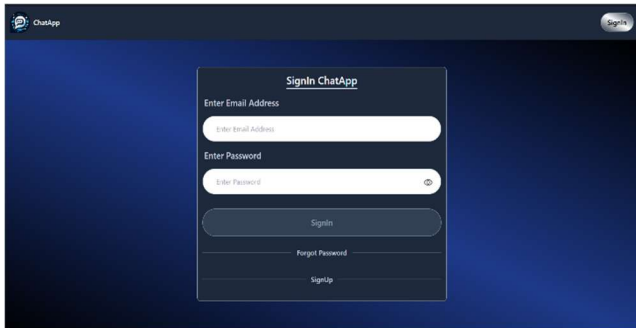 ChatApp
SignIn
SignIn ChatApp
Enter Email Address
Enter Email Address
Enter Password
Enter Password
SignIn
Forgot Password
SignUp